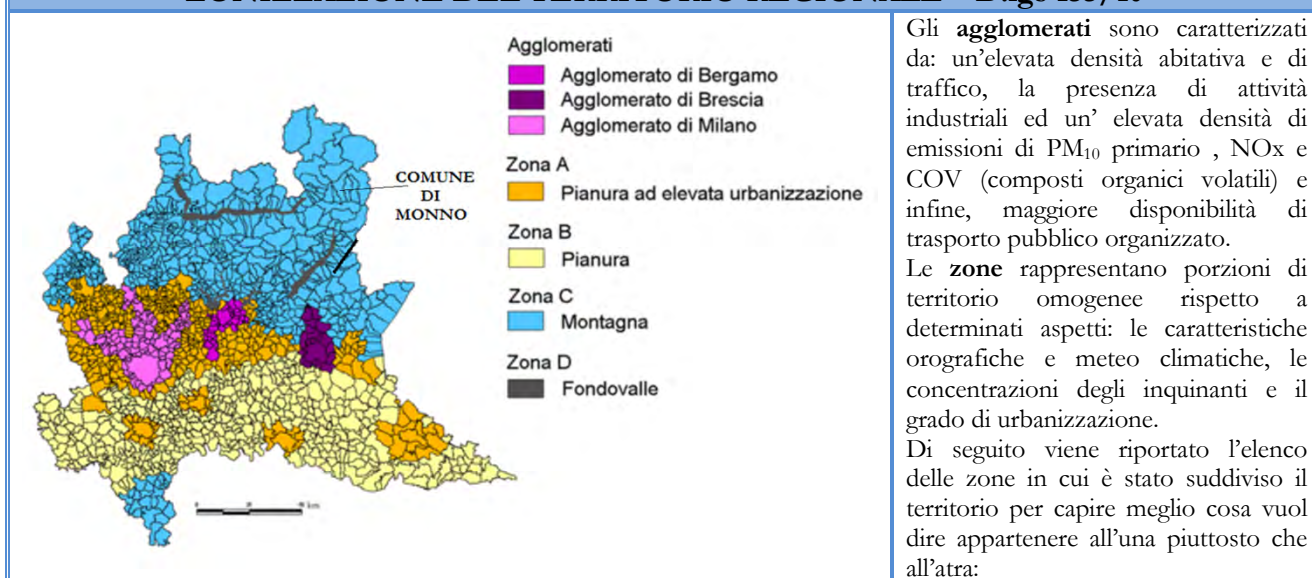 Agglomerati
Agglomerato di Bergamo
Agglomerato di Brescia
Agglomerato di Milano
Zona A
Pianura ad elevata urbanizzazione
Zona B
Pianura
Zona C
Montagna
Zona D
Fondovalle
COMUNE
DI
MONNO
Gli agglomerati sono caratterizzati
da: un'elevata densità abitativa e di
traffico, la presenza di attività
industriali ed un' elevata densità di
emissioni di PM10 primario , NOx e
COV (composti organici volatili) e
infine, maggiore disponibilità di
trasporto pubblico organizzato.
Le zone rappresentano porzioni di
territorio omogenee rispetto a
determinati aspetti: le caratteristiche
orografiche e meteo climatiche, le
concentrazioni degli inquinanti e il
grado di urbanizzazione.
Di seguito viene riportato l'elenco
delle zone in cui è stato suddiviso il
territorio per capire meglio cosa vuol
dire appartenere all'una piuttosto che
all'atra: